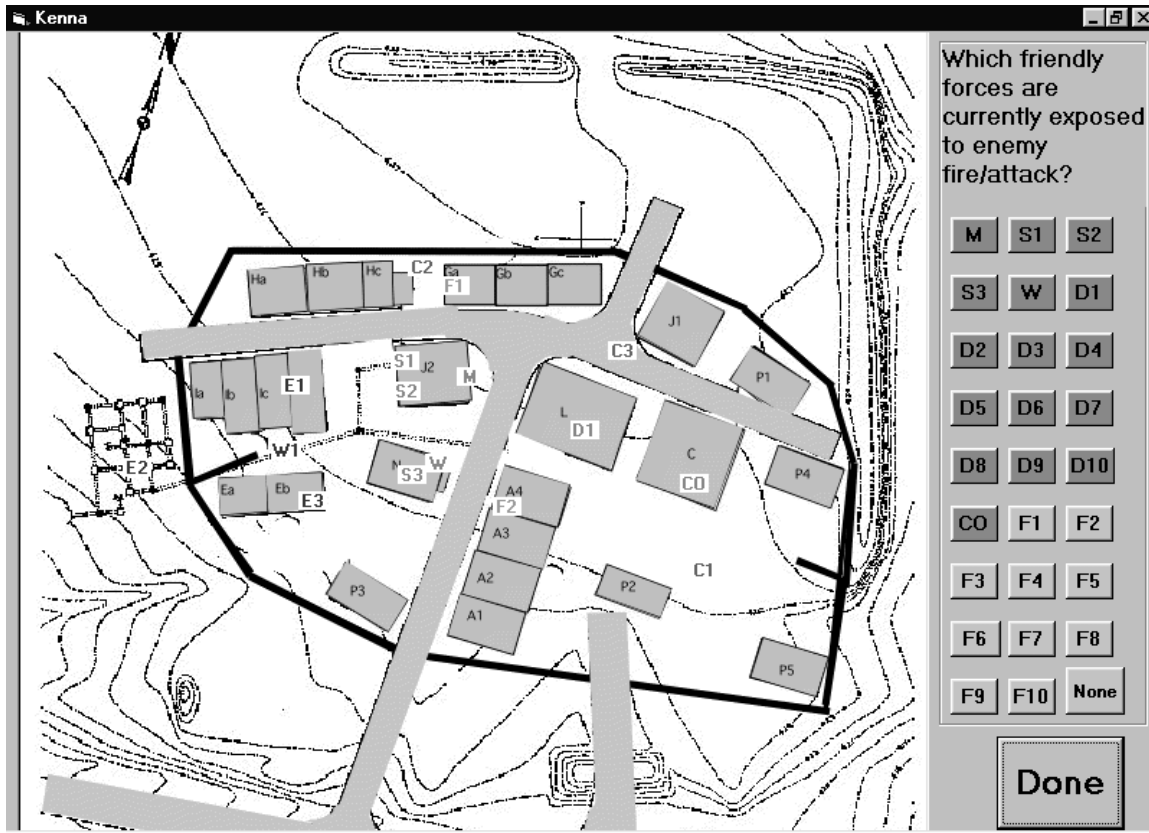 Kenna
Which friendly
forces are
currently exposed
to enemy
fire/attack?
M S1 S2
S3 W D1
D2 D3 D4
D5 D6 D7
D8 D9 D10
CO F1 F2
F3 F4 F5
F6 F7 F8
F9 F10 None
Done
Ha Hb Hc C2 Ga Gb Gc
F1
J1
C3
S1 J2
M
S2
P1
Ia Ib Ic E1
L
D1
W1
E2
C
CO
N W
S3
P4
Ea Eb E3
A4
F2
A3
A2
A1
P3
P2
C1
P5